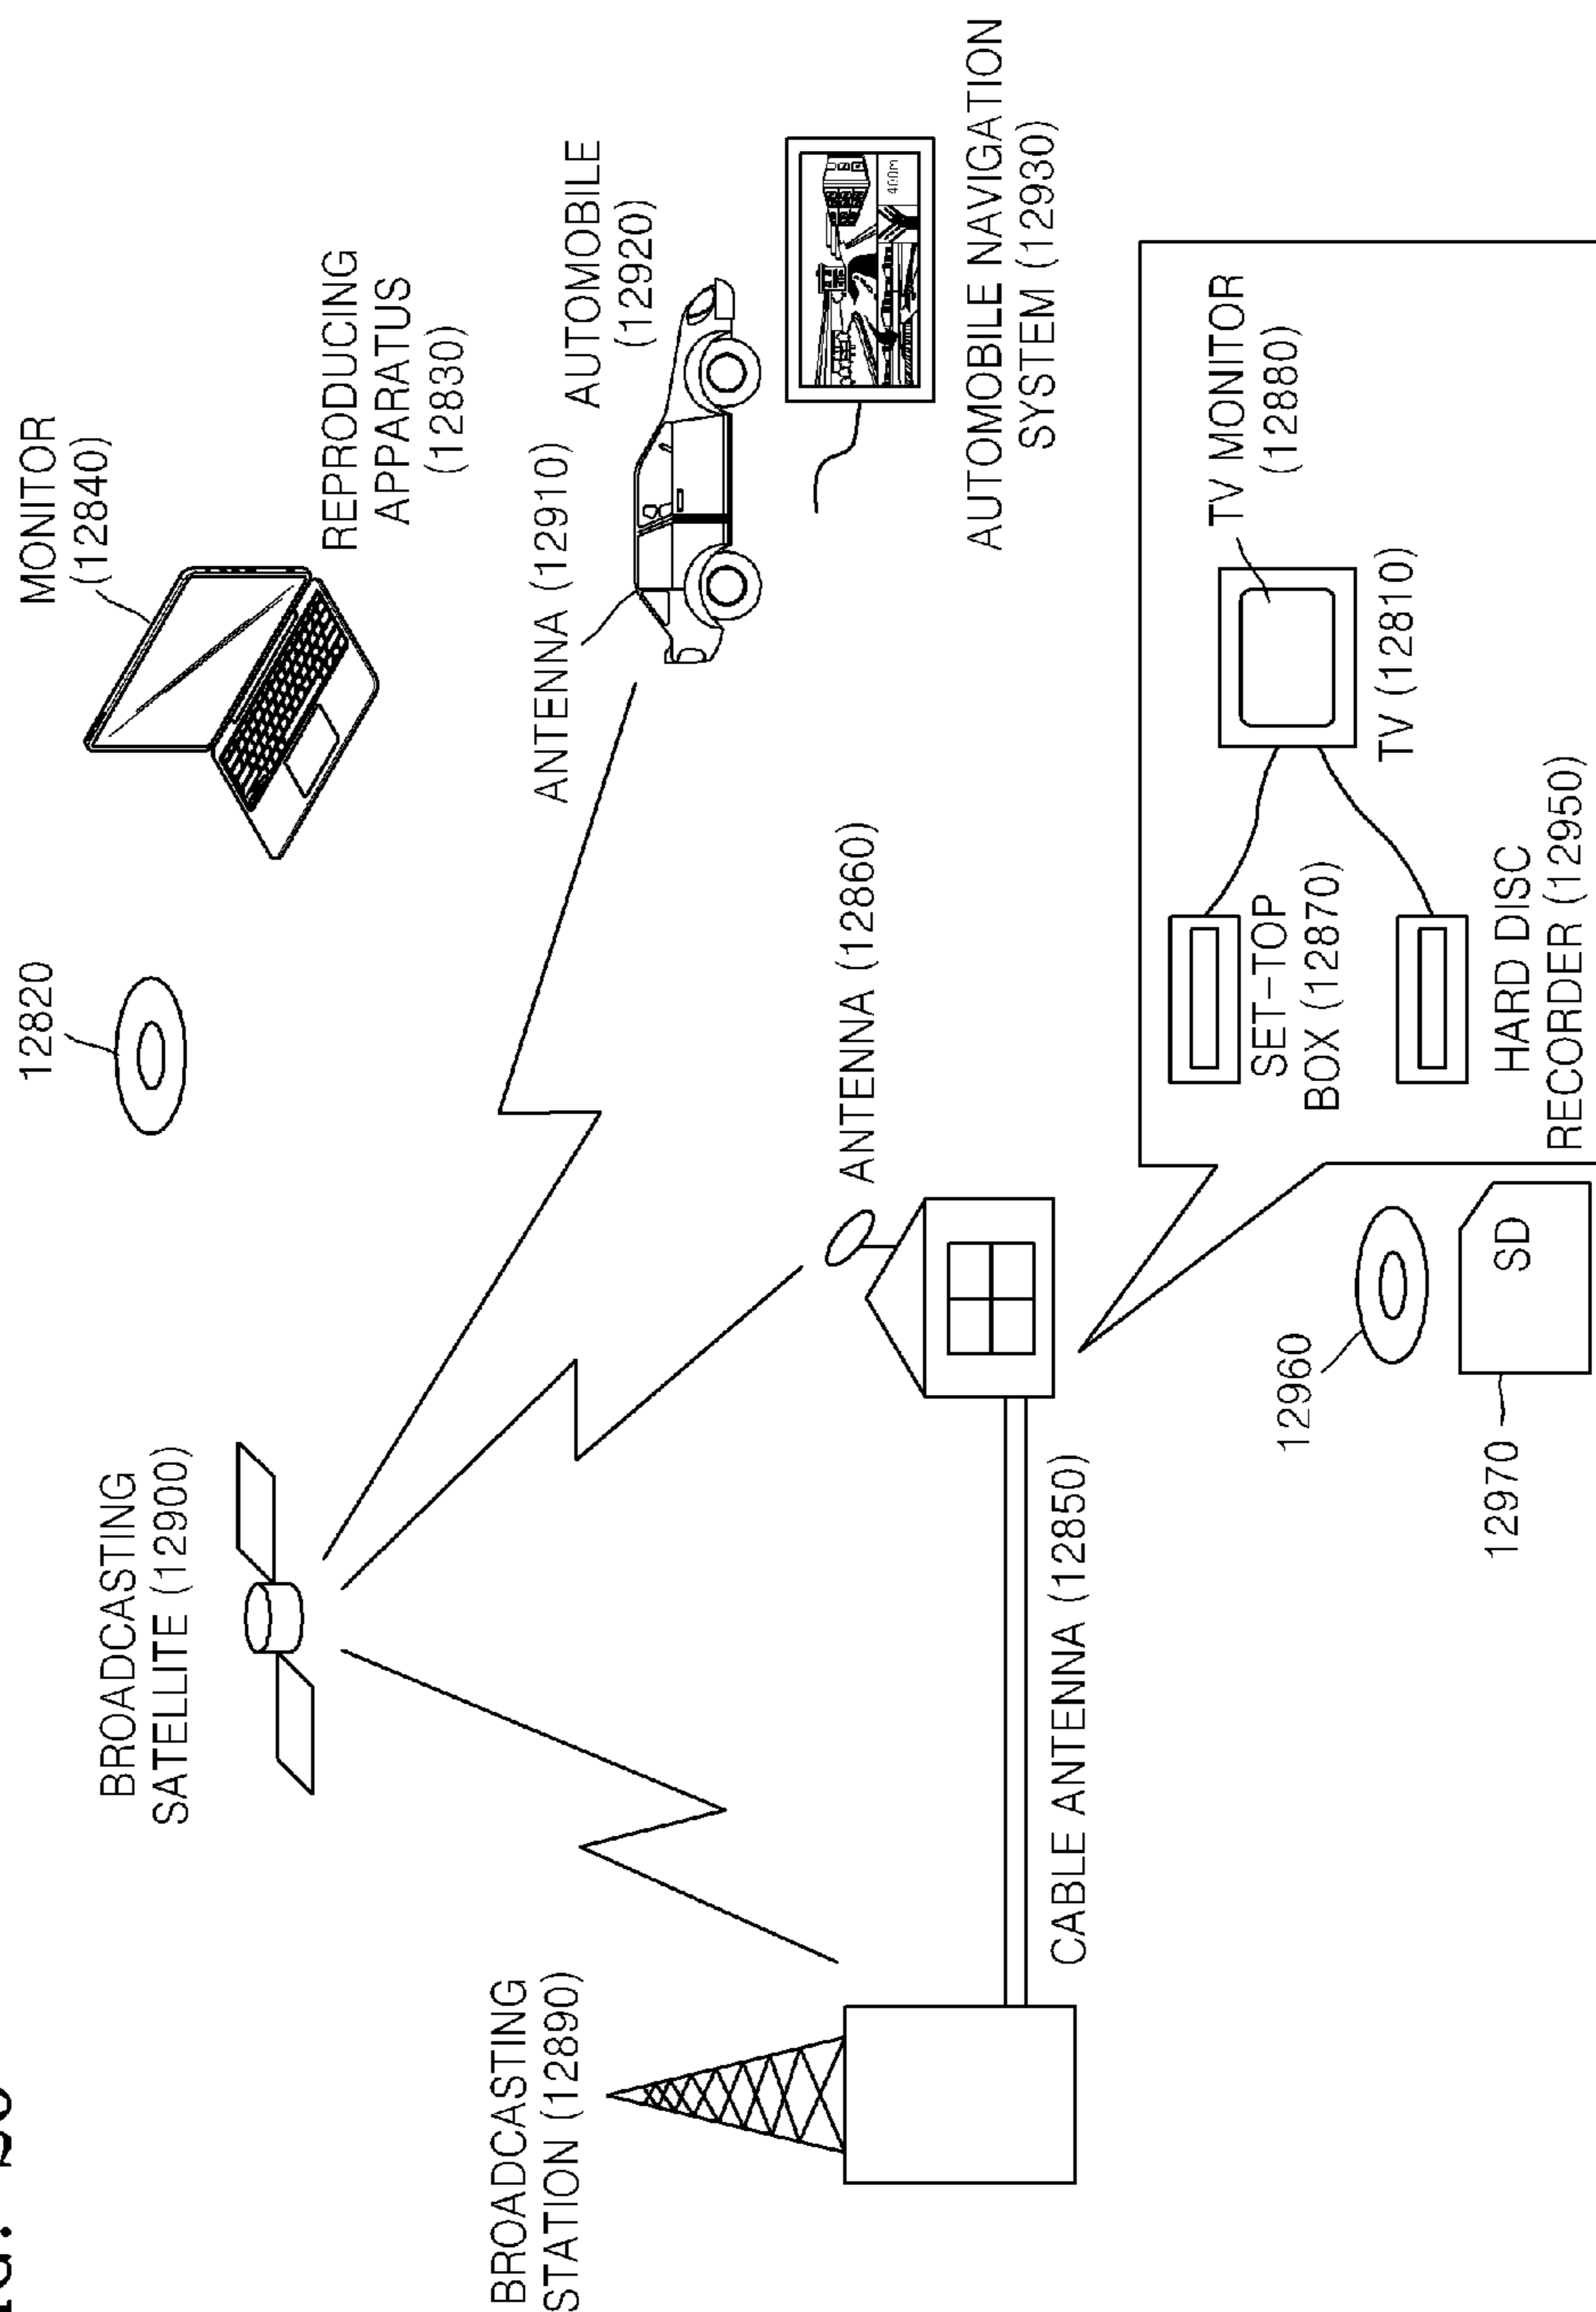 BROADCASTING
SATELLITE (12900)
12820
MONITOR
(12840)
REPRODUCING
APPARATUS
(12830)
BROADCASTING
STATION (12890)
ANTENNA (12910)
AUTOMOBILE
(12920)
400m
ANTENNA (12860)
AUTOMOBILE NAVIGATION
SYSTEM (12930)
CABLE ANTENNA (12850)
TV MONITOR
(12880)
SET-TOP
BOX (12870)
TV (12810)
12960
SD
12970
HARD DISC
RECORDER (12950)